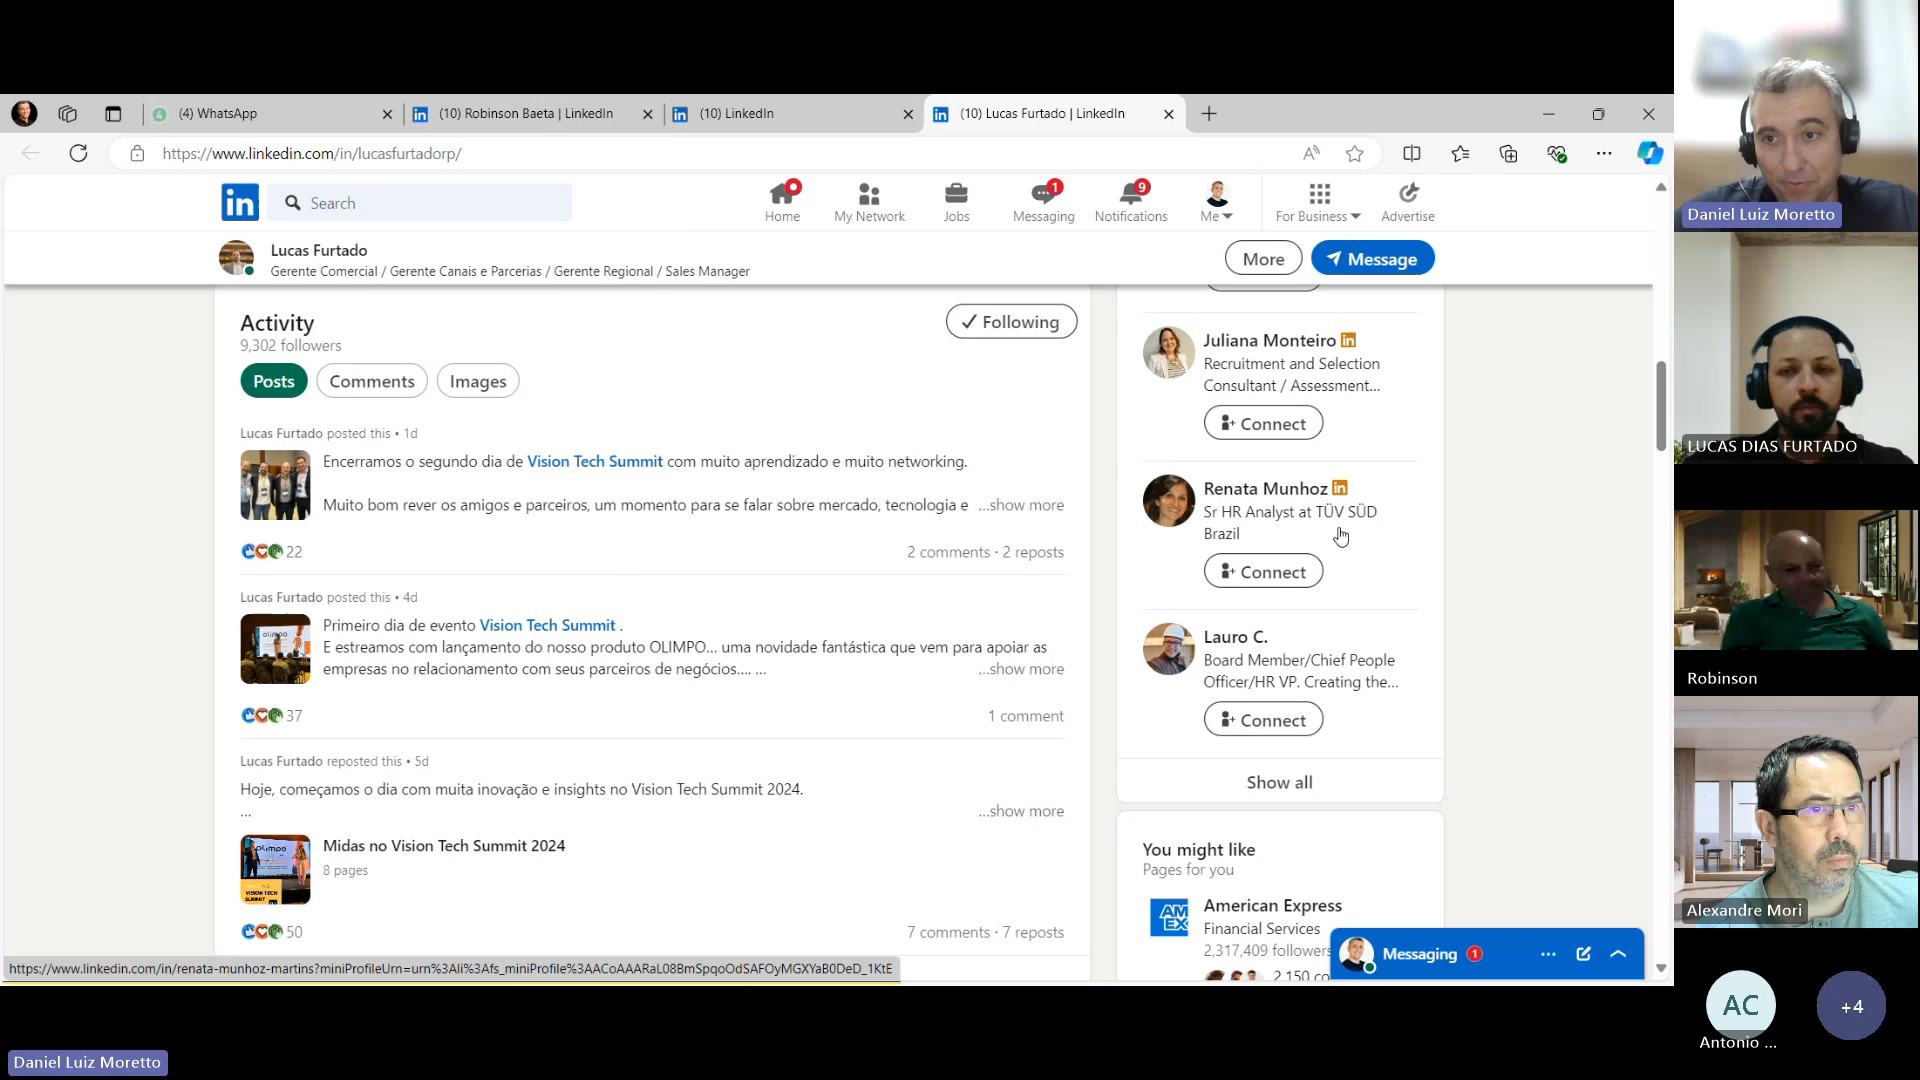 (4) WhatsApp
(10) Robinson Baeta | LinkedIn
(10) LinkedIn
(10) Lucas Furtado | LinkedIn
https://www.linkedin.com/in/lucasfurtadorp/
in
Search
Home
My Network
Jobs
1
Messaging
9
Notifications
Me
For Business
Advertise
Lucas Furtado
Gerente Comercial / Gerente Canais e Parcerias / Gerente Regional / Sales Manager
More
Message
Activity
9,302 followers
Following
Posts
Comments
Images
Lucas Furtado posted this • 1d
Encerramos o segundo dia de Vision Tech Summit com muito aprendizado e muito networking.
Muito bom rever os amigos e parceiros, um momento para se falar sobre mercado, tecnologia e ...show more
22
2 comments · 2 reposts
Lucas Furtado posted this • 4d
Primeiro dia de evento Vision Tech Summit .
E estreamos com lançamento do nosso produto OLIMPO... uma novidade fantástica que vem para apoiar as
empresas no relacionamento com seus parceiros de negócios.... ... ...show more
37
1 comment
Lucas Furtado reposted this • 5d
Hoje, começamos o dia com muita inovação e insights no Vision Tech Summit 2024.
... ...show more
Midas no Vision Tech Summit 2024
8 pages
50
7 comments · 7 reposts
Juliana Monteiro in
Recruitment and Selection
Consultant / Assessment...
Connect
Renata Munhoz in
Sr HR Analyst at TÜV SÜD
Brazil
Connect
Lauro C.
Board Member/Chief People
Officer/HR VP. Creating the...
Connect
Show all
You might like
Pages for you
AM
EX
American Express
Financial Services
2,317,409 followers
2,150 co
Messaging 1
https://www.linkedin.com/in/renata-munhoz-martins?miniProfileUrn=urn%3Ali%3Afs_miniProfile%3AACoAAARaL08BmSpqoOdSAFOyMGXYaB0DeD_1KtE
Daniel Luiz Moretto
LUCAS DIAS FURTADO
Robinson
Alexandre Mori
AC
Antonio ...
+4
Daniel Luiz Moretto